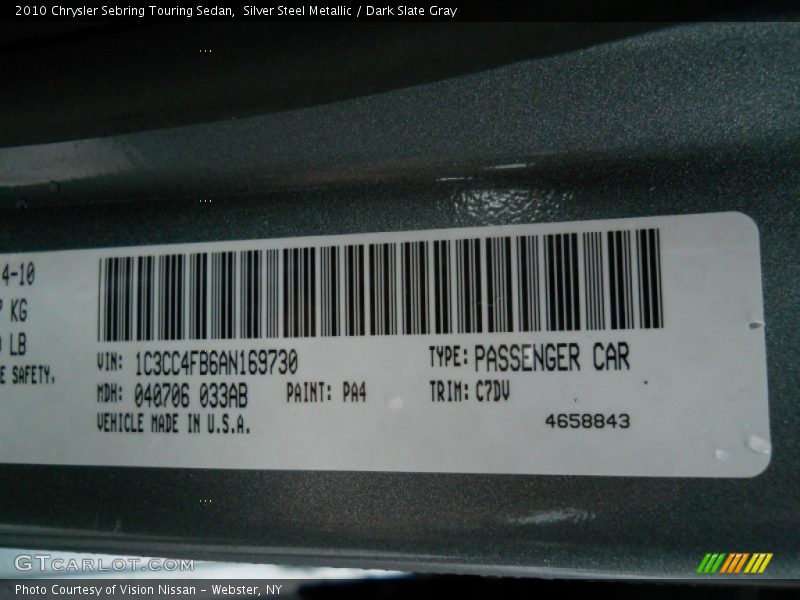 2010 Chrysler Sebring Touring Sedan,  Silver Steel Metallic / Dark Slate Gray
4-10
KG
LB
SAFETY.
VIN: 1C3CC4FB6AN169730
TYPE: PASSENGER CAR
MDH: 040706 033AB
PAINT: PA4
TRIM: C7DV
VEHICLE MADE IN U.S.A.
4658843
GTcarlot.com
Photo Courtesy of Vision Nissan – Webster, NY